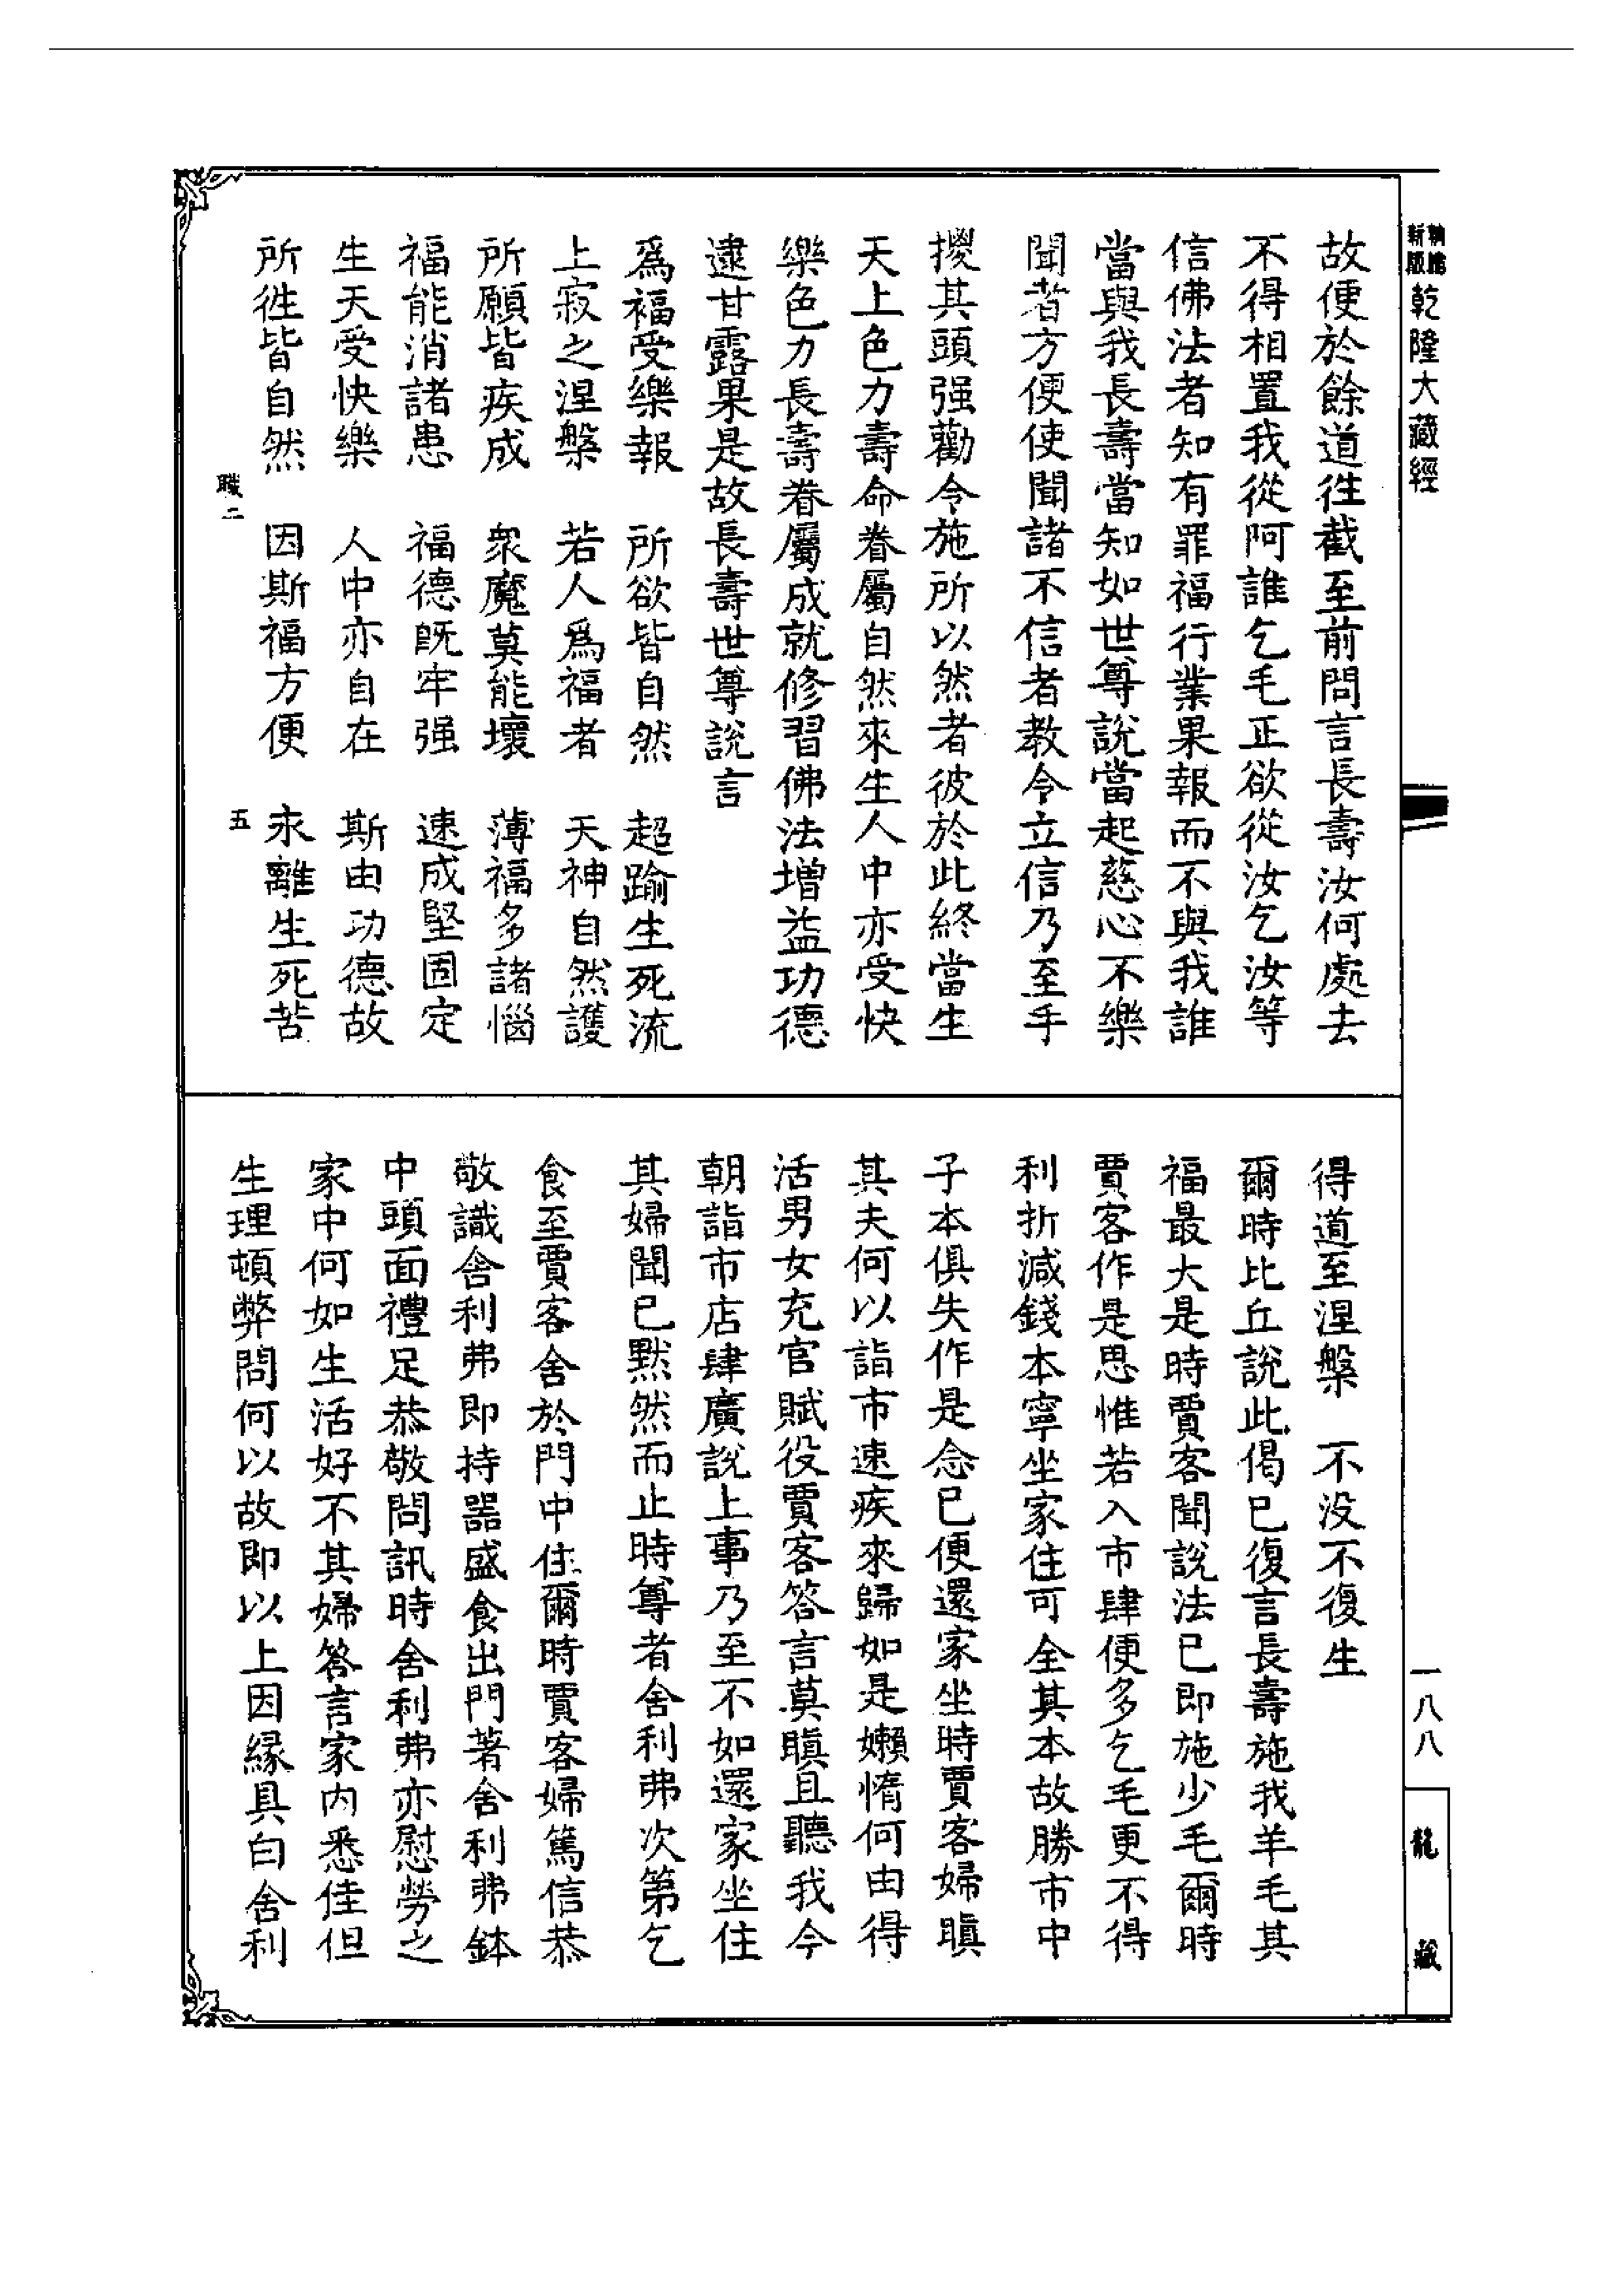 新版 乾隆大藏經
故便於餘道徃截至前問言長壽汝何處去
不得相置我從阿誰乞毛正欲從汝乞汝等
信佛法者知有罪福行業果報而不與我誰
當與我長壽當知如世尊說當起慈心不樂
聞者方便使聞諸不信者教令立信乃至手
擾其頭强勸令施所以然者彼於此終當生
天上色力壽命眷屬自然來生人中亦受快
樂色力長壽眷屬成就修習佛法增益功德
逮甘露果是故長壽世尊說言
為福受樂報 所欲皆自然 超踰生死流
上寂之涅槃 若人為福者 天神自然護
所願皆疾成 衆魔莫能壞 薄福多諸惱
福能消諸患 福德旣牢强 速成堅固定
生天受快樂 人中亦自在 斯由功德故
所徃皆自然 因斯福方便 永離生死苦
職二 五
得道至涅槃 不没不復生
爾時比丘說此偈已復言長壽施我羊毛其
福最大是時賈客聞說法已即施少毛爾時
賈客作是思惟若入市肆便多乞毛更不得
利折減錢本寧坐家住可全其本故勝市中
子本俱失作是念已便還家坐時賈客婦瞋
其夫何以詣市速疾來歸如是嬾惰何由得
活男女充官賦役賈客答言莫瞋且聽我今
朝詣市店肆廣說上事乃至不如還家坐住
其婦聞已默然而止時尊者舍利弗次第乞
食至賈客舍於門中住爾時賈客婦篤信恭
敬識舍利弗即持器盛食出門著舍利弗鉢
中頭面禮足恭敬問訊時舍利弗亦慰勞之
家中何如生活好不其婦答言家內悉佳但
生理頓弊問何以故即以上因緣具白舍利
一八八
龍藏